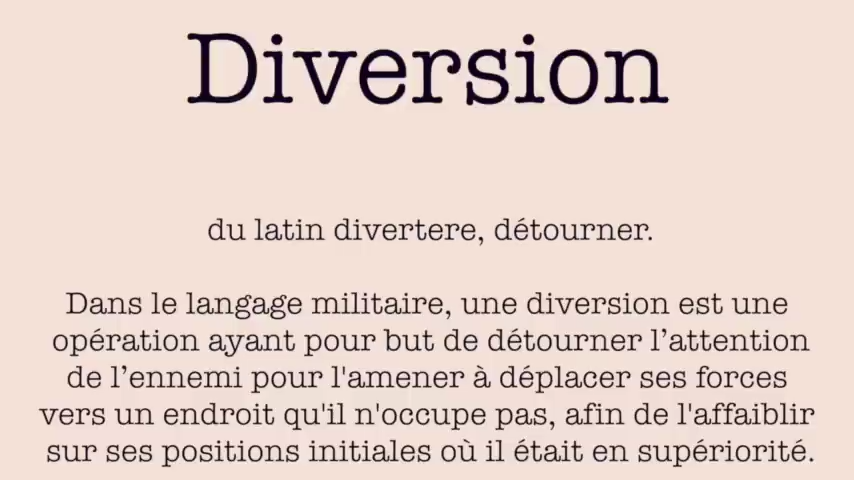 Diversion
du latin divertere, détourner.
Dans le langage militaire, une diversion est une
opération ayant pour but de détourner l’attention
de l’ennemi pour l'amener à déplacer ses forces
vers un endroit qu'il n'occupe pas, afin de l'affaiblir
sur ses positions initiales où il était en supériorité.